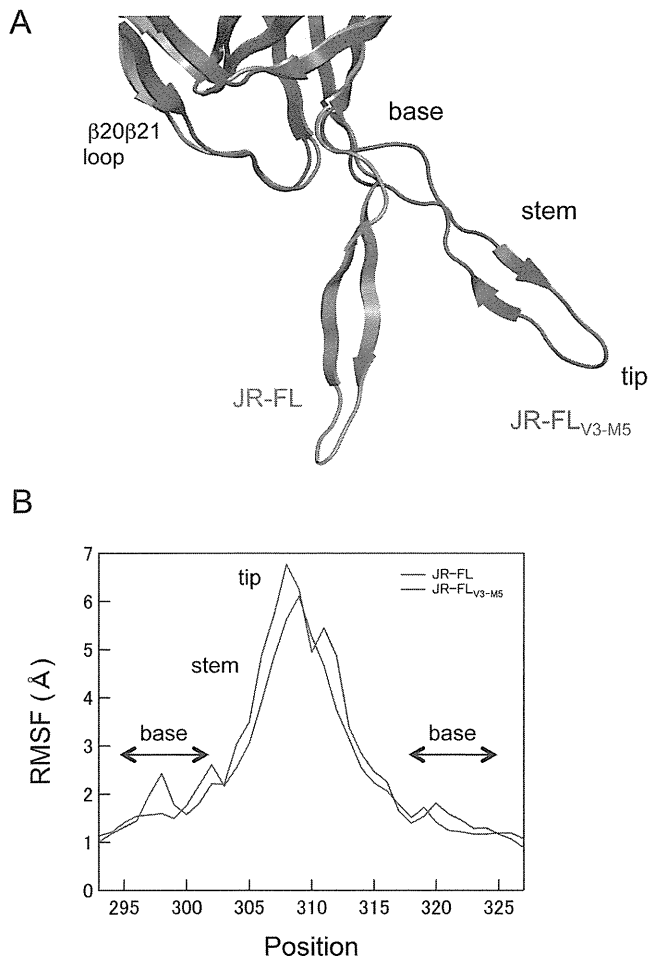 A
β20β21
loop
base
stem
tip
JR-FL
JR-FLV3-M5
B
7
6
5
4
3
2
1
0
RMSF (Å)
tip
stem
base
base
JR-FL
JR-FLV3-M5
295
300
305
310
315
320
325
Position